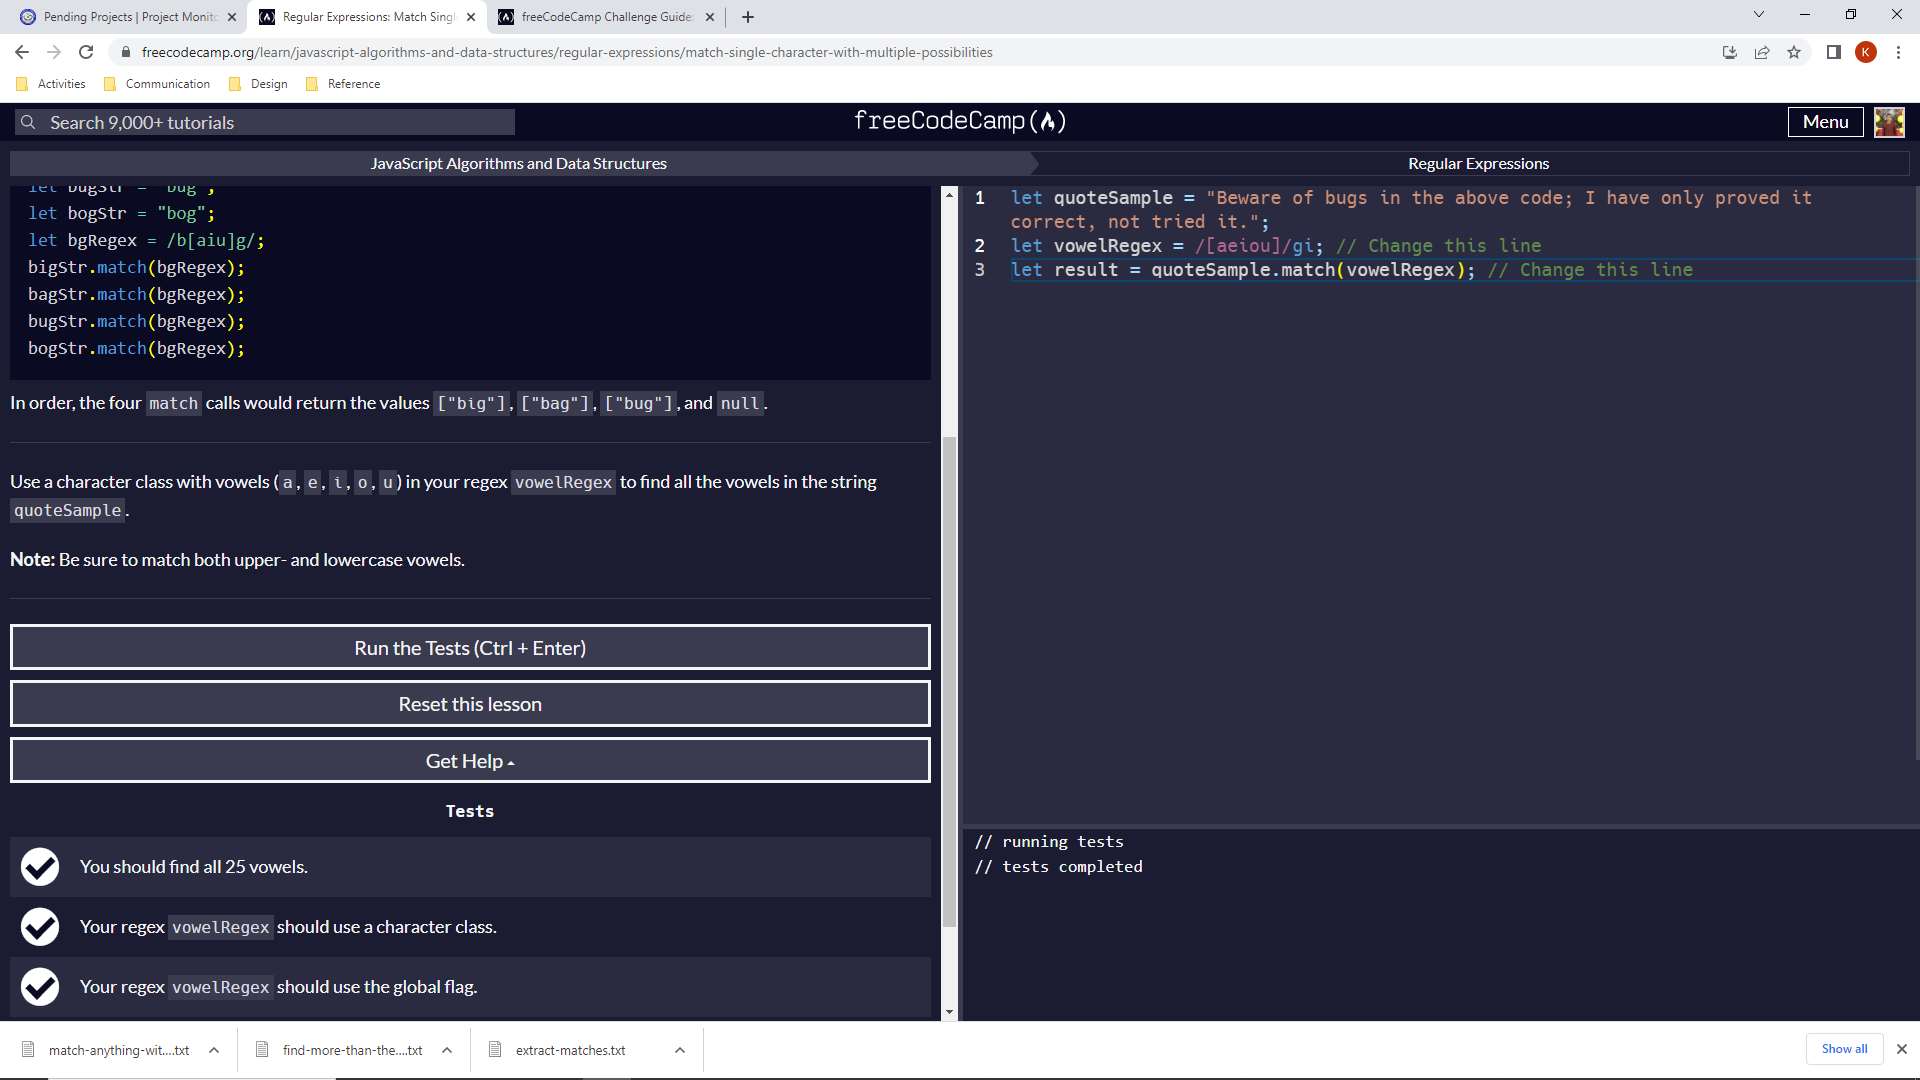 Pending Projects | Project Monito
Regular Expressions: Match Singl
freeCodeCamp Challenge Guide:
freecodecamp.org/learn/javascript-algorithms-and-data-structures/regular-expressions/match-single-character-with-multiple-possibilities
K
Activities
Communication
Design
Reference
Search 9,000+ tutorials
freeCodeCamp
Menu
JavaScript Algorithms and Data Structures
Regular Expressions
let bugStr = "bug";
let bogStr = "bog";
let bgRegex = /b[aiu]g/;
bigStr.match(bgRegex);
bagStr.match(bgRegex);
bugStr.match(bgRegex);
bogStr.match(bgRegex);
In order, the four match calls would return the values ["big"], ["bag"], ["bug"], and null.
Use a character class with vowels (a, e, i, o, u) in your regex vowelRegex to find all the vowels in the string
quoteSample.
Note: Be sure to match both upper- and lowercase vowels.
Run the Tests (Ctrl + Enter)
Reset this lesson
Get Help
Tests
You should find all 25 vowels.
Your regex vowelRegex should use a character class.
Your regex vowelRegex should use the global flag.
1 let quoteSample = "Beware of bugs in the above code; I have only proved it
correct, not tried it.";
2 let vowelRegex = /[aeiou]/gi; // Change this line
3 let result = quoteSample.match(vowelRegex); // Change this line
// running tests
// tests completed
match-anything-wit....txt
find-more-than-the....txt
extract-matches.txt
Show all